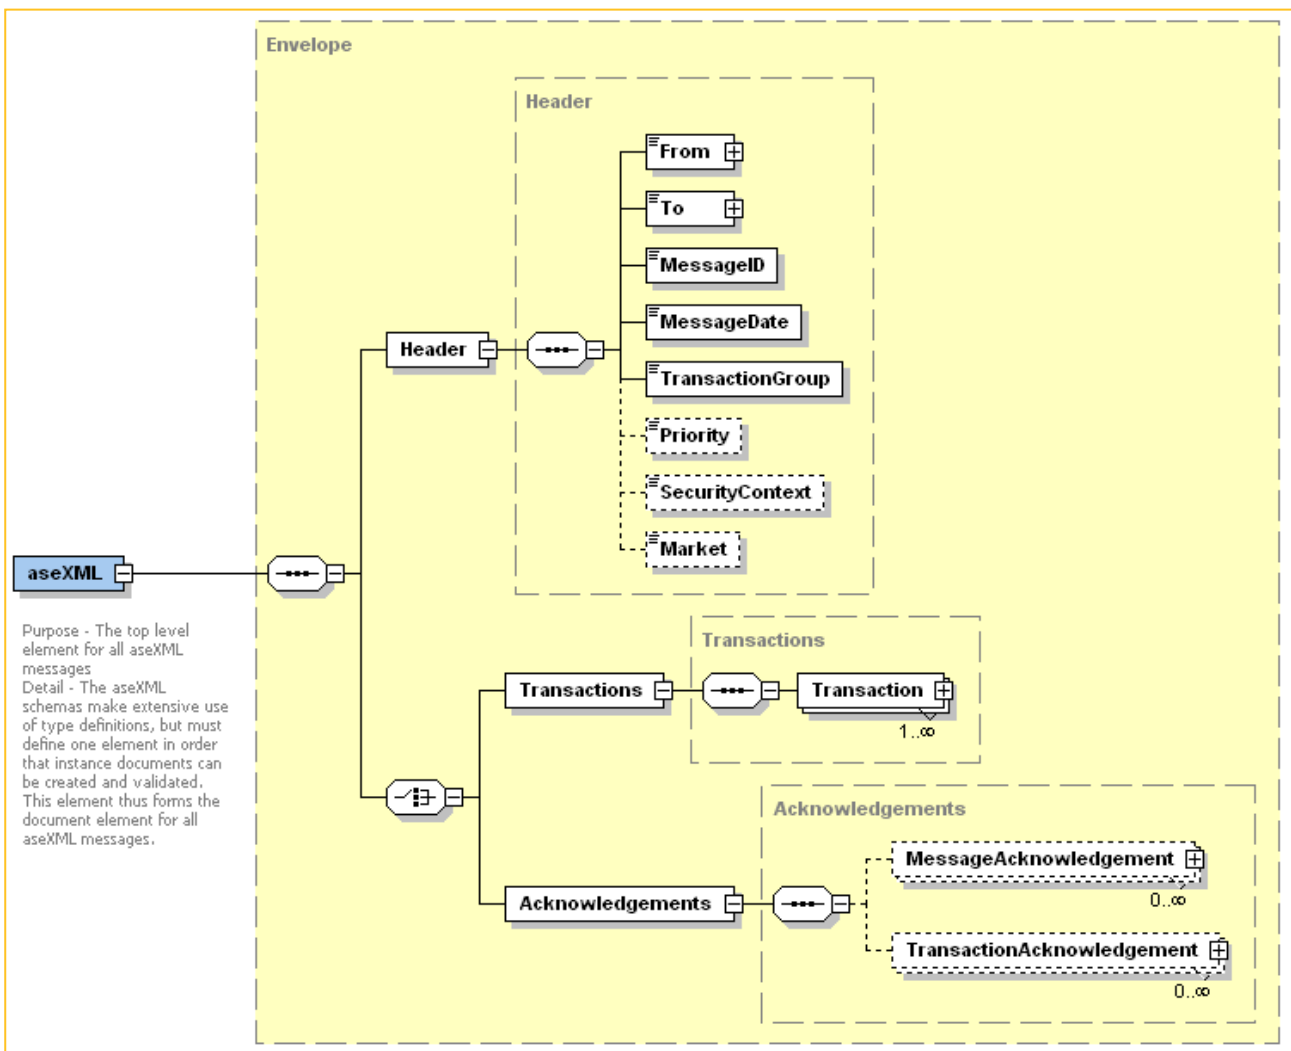 Envelope
Header
From
To
MessageID
MessageDate
TransactionGroup
Priority
SecurityContext
Market
Header
aseXML
Purpose - The top level
element for all aseXML
messages
Detail - The aseXML
schemas make extensive use
of type definitions, but must
define one element in order
that instance documents can
be created and validated.
This element thus forms the
document element for all
aseXML messages.
Transactions
Transactions
Transaction
1..∞
Acknowledgements
Acknowledgements
MessageAcknowledgement
0..∞
TransactionAcknowledgement
0..∞